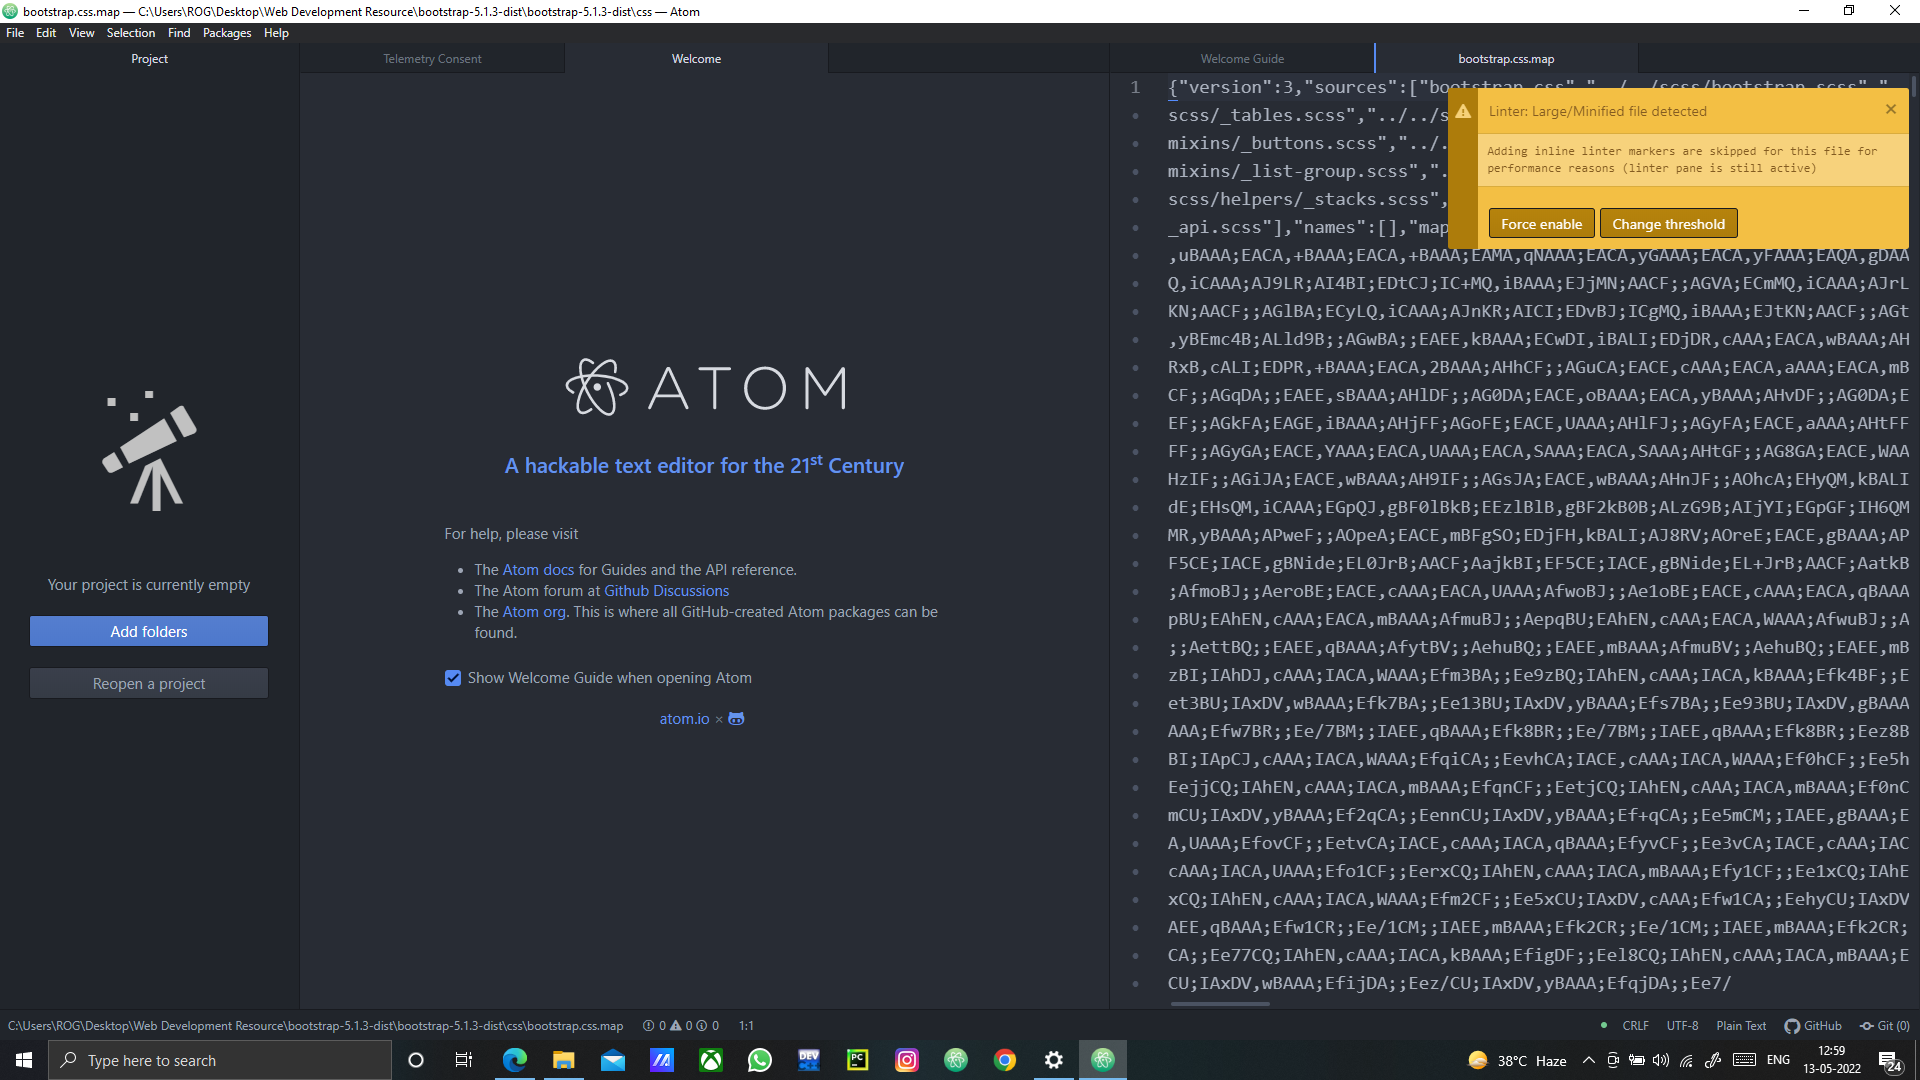 bootstrap.css.map — C:\Users\ROG\Desktop\Web Development Resource\bootstrap-5.1.3-dist\bootstrap-5.1.3-dist\css — Atom
File Edit View Selection Find Packages Help
Project
Telemetry Consent
Welcome
Welcome Guide
bootstrap.css.map
Your project is currently empty
Add folders
Reopen a project
ATOM
A hackable text editor for the 21st Century
For help, please visit
• The Atom docs for Guides and the API reference.
• The Atom forum at Github Discussions
• The Atom org. This is where all GitHub-created Atom packages can be
found.
Show Welcome Guide when opening Atom
atom.io ×
1
{"version":3,"sources":["bootstrap.css","../../scss/bootstrap.scss","
scss/_tables.scss","../../s
mixins/_buttons.scss","../.
mixins/_list-group.scss",".
scss/helpers/_stacks.scss",
_api.scss"],"names":[],"map
Linter: Large/Minified file detected
Adding inline linter markers are skipped for this file for
performance reasons (linter pane is still active)
Force enable
Change threshold
,uBAAA;EACA,+BAAA;EACA,+BAAA;EAMA,qNAAA;EACA,yGAAA;EACA,yFAAA;EAQA,gDAA
Q,iCAAA;AJ9LR;AI4BI;EDtCJ;IC+MQ,iBAAA;EJjMN;AACF;;AGVA;ECmMQ,iCAAA;AJrL
KN;AACF;;AGlBA;ECyLQ,iCAAA;AJnKR;AICI;EDvBJ;ICgMQ,iBAAA;EJtKN;AACF;;AGt
,yBEmc4B;ALld9B;;AGwBA;;EAEE,kBAAA;ECwDI,iBALI;EDjDR,cAAA;EACA,wBAAA;AH
RxB,cALI;EDPR,+BAAA;EACA,2BAAA;AHhCF;;AGuCA;EACE,cAAA;EACA,aAAA;EACA,mB
CF;;AGqDA;;EAEE,sBAAA;AHlDF;;AG0DA;EACE,oBAAA;EACA,yBAAA;AHvDF;;AG0DA;E
EF;;AGkFA;EAGE,iBAAA;AHjFF;AGoFE;EACE,UAAA;AHlFJ;;AGyFA;EACE,aAAA;AHtFF
FF;;AGyGA;EACE,YAAA;EACA,UAAA;EACA,SAAA;EACA,SAAA;AHtGF;;AG8GA;EACE,WAA
HzIF;;AGiJA;EACE,wBAAA;AH9IF;;AGsJA;EACE,wBAAA;AHnJF;;AOhcA;EHyQM,kBALI
dE;EHsQM,iCAAA;EGpQJ,gBF0lBkB;EEzlBlB,gBF2kB0B;ALzG9B;AIjYI;EGpGF;IH6QM
MR,yBAAA;APweF;;AOpeA;EACE,mBFgSO;EDjFH,kBALI;AJ8RV;AOreE;EACE,gBAAA;AP
F5CE;IACE,gBNide;EL0JrB;AACF;AajkBI;EF5CE;IACE,gBNide;EL+JrB;AACF;AatkB
;AfmoBJ;;AeroBE;EACE,cAAA;EACA,UAAA;AfwoBJ;;Ae1oBE;EACE,cAAA;EACA,qBAAA
pBU;EAhEN,cAAA;EACA,mBAAA;AfmuBJ;;AepqBU;EAhEN,cAAA;EACA,WAAA;AfwuBJ;;A
;;AettBQ;;EAEE,qBAAA;AfytBV;;AehuBQ;;EAEE,mBAAA;AfmuBV;;AehuBQ;;EAEE,mB
zBI;IAhDJ,cAAA;IACA,WAAA;Efm3BA;;Ee9zBQ;IAhEN,cAAA;IACA,kBAAA;Efk4BF;;E
et3BU;IAxDV,wBAAA;Efk7BA;;Ee13BU;IAxDV,yBAAA;Efs7BA;;Ee93BU;IAxDV,gBAAA
AAA;Efw7BR;;Ee/7BM;;IAEE,qBAAA;Efk8BR;;Ee/7BM;;IAEE,qBAAA;Efk8BR;;Eez8B
BI;IApCJ,cAAA;IACA,WAAA;EfqiCA;;EevhCA;IACE,cAAA;IACA,WAAA;Ef0hCF;;Ee5h
EejjCQ;IAhEN,cAAA;IACA,mBAAA;EfqnCF;;EetjCQ;IAhEN,cAAA;IACA,mBAAA;Ef0nC
mCU;IAxDV,yBAAA;Ef2qCA;;EennCU;IAxDV,yBAAA;Ef+qCA;;Ee5mCM;;IAEE,gBAAA;E
A,UAAA;EfovCF;;EetvCA;IACE,cAAA;IACA,qBAAA;EfyvCF;;Ee3vCA;IACE,cAAA;IAC
cAAA;IACA,UAAA;Efo1CF;;EerxCQ;IAhEN,cAAA;IACA,mBAAA;Efy1CF;;Ee1xCQ;IAhE
xCQ;IAhEN,cAAA;IACA,WAAA;Efm2CF;;Ee5xCU;IAxDV,cAAA;Efw1CA;;EehyCU;IAxDV
AEE,qBAAA;Efw1CR;;Ee/1CM;;IAEE,mBAAA;Efk2CR;;Ee/1CM;;IAEE,mBAAA;Efk2CR;
CA;;Ee77CQ;IAhEN,cAAA;IACA,kBAAA;EfigDF;;Eel8CQ;IAhEN,cAAA;IACA,mBAAA;E
CU;IAxDV,wBAAA;EfijDA;;Eez/CU;IAxDV,yBAAA;EfqjDA;;Ee7/
C:\Users\ROG\Desktop\Web Development Resource\bootstrap-5.1.3-dist\bootstrap-5.1.3-dist\css\bootstrap.css.map 0 0 0 1:1
CRLF UTF-8 Plain Text GitHub Git (0)
Type here to search
DEV
C++
PC
38°C Haze
ENG
12:59
13-05-2022
24